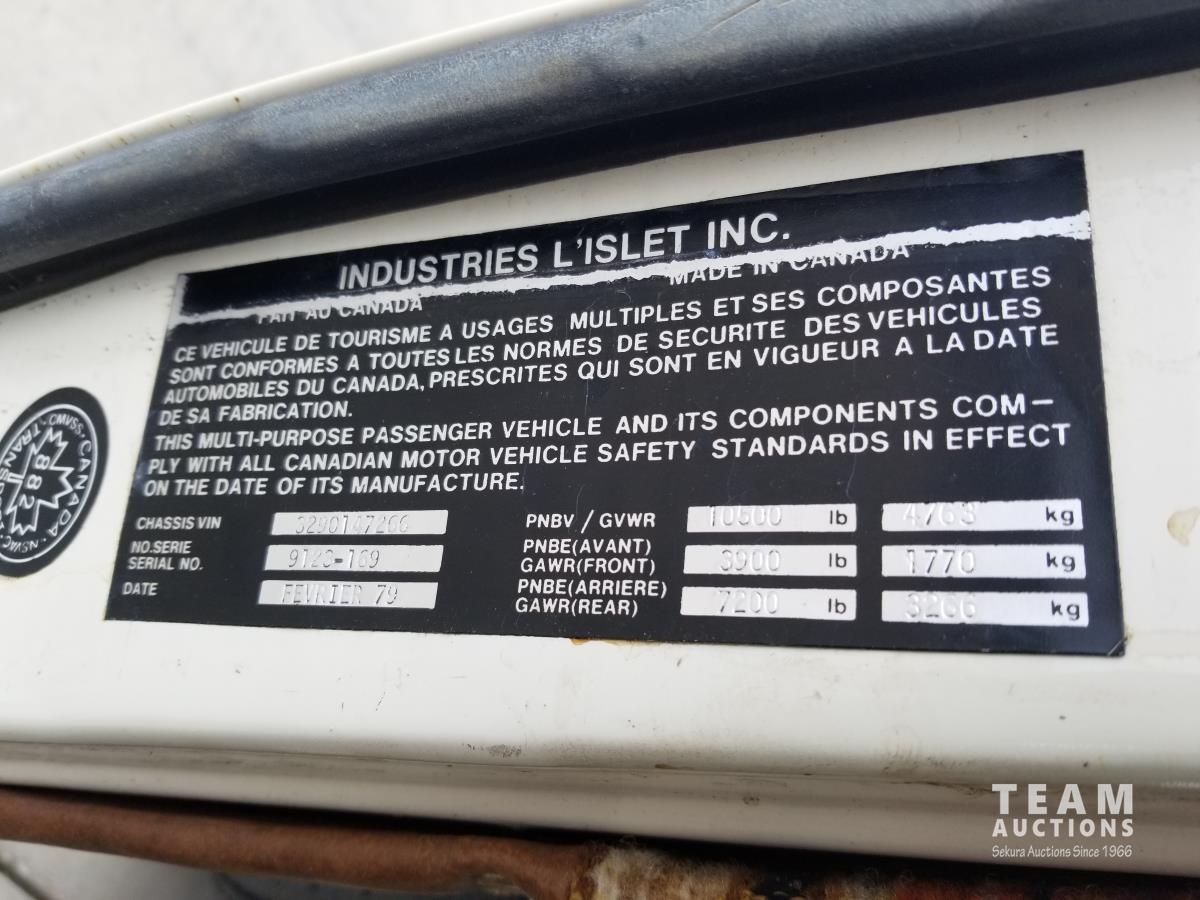 INDUSTRIES L'ISLET INC.
FAIT AU CANADA MADE IN CANADA
CE VEHICULE DE TOURISME A USAGES MULTIPLES ET SES COMPOSANTES
SONT CONFORMES A TOUTES LES NORMES DE SECURITE DES VEHICULES
AUTOMOBILES DU CANADA, PRESCRITES QUI SONT EN VIGUEUR A LA DATE
DE SA FABRICATION.
THIS MULTI-PURPOSE PASSENGER VEHICLE AND ITS COMPONENTS COM-
PLY WITH ALL CANADIAN MOTOR VEHICLE SAFETY STANDARDS IN EFFECT
ON THE DATE OF ITS MANUFACTURE.
CHASSIS VIN
NO. SERIE
SERIAL NO. 9123-169
DATE FEVRIER 79
PNBV / GVWR 10500 lb 4763 kg
PNBE(AVANT)
GAWR(FRONT) 3900 lb 1770 kg
PNBE(ARRIERE)
GAWR(REAR) 7200 lb 3266 kg
CMVSS · CANADA · NSVAC
882
TEAM
AUCTIONS
Sekura Auctions Since 1966